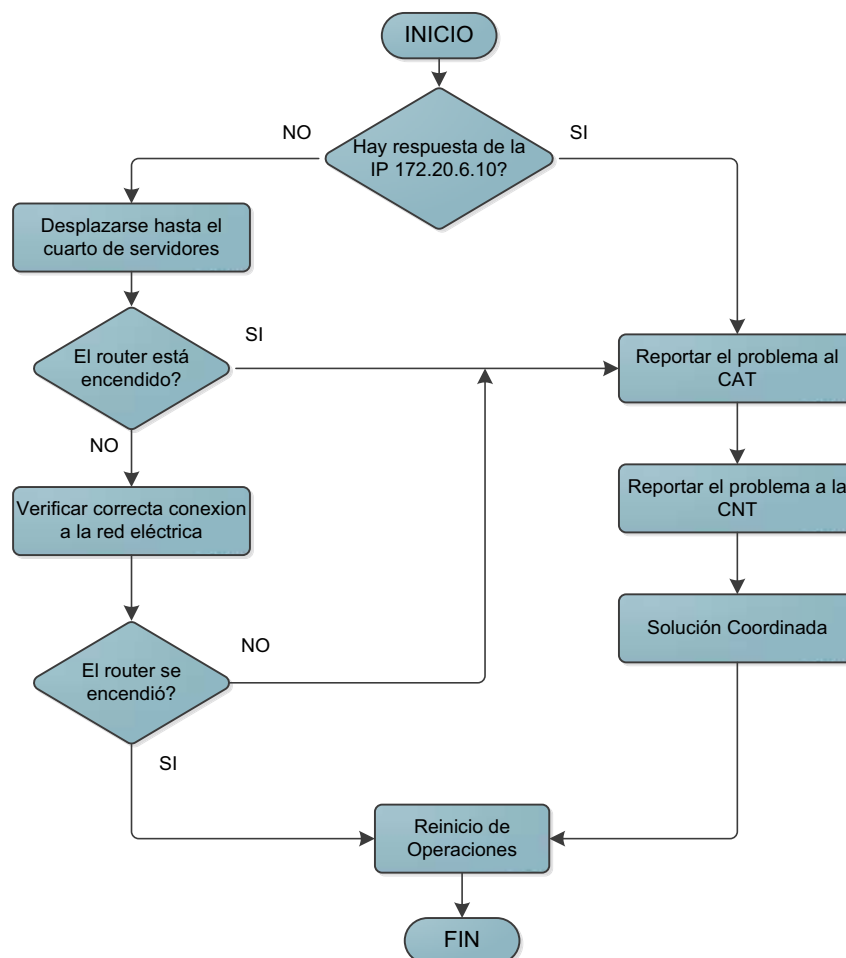 INICIO
NO
Hay respuesta de la
IP 172.20.6.10?
SI
Desplazarse hasta el
cuarto de servidores
El router está
encendido?
SI
Reportar el problema al
CAT
NO
Verificar correcta conexion
a la red eléctrica
Reportar el problema a la
CNT
El router se
encendió?
NO
Solución Coordinada
SI
Reinicio de
Operaciones
FIN